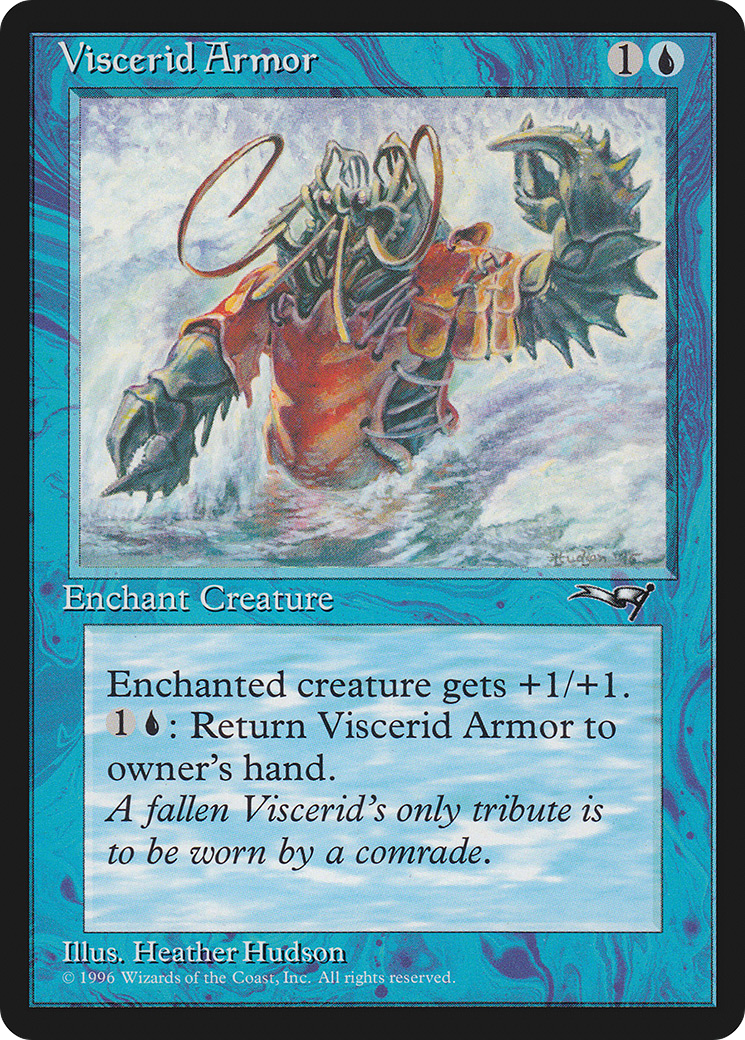 Viscerid Armor 1
Hudson '95
Enchant Creature
Enchanted creature gets +1/+1.
1 : Return Viscerid Armor to
owner's hand.
A fallen Viscerid's only tribute is
to be worn by a comrade.
Illus. Heather Hudson
© 1996 Wizards of the Coast, Inc. All rights reserved.